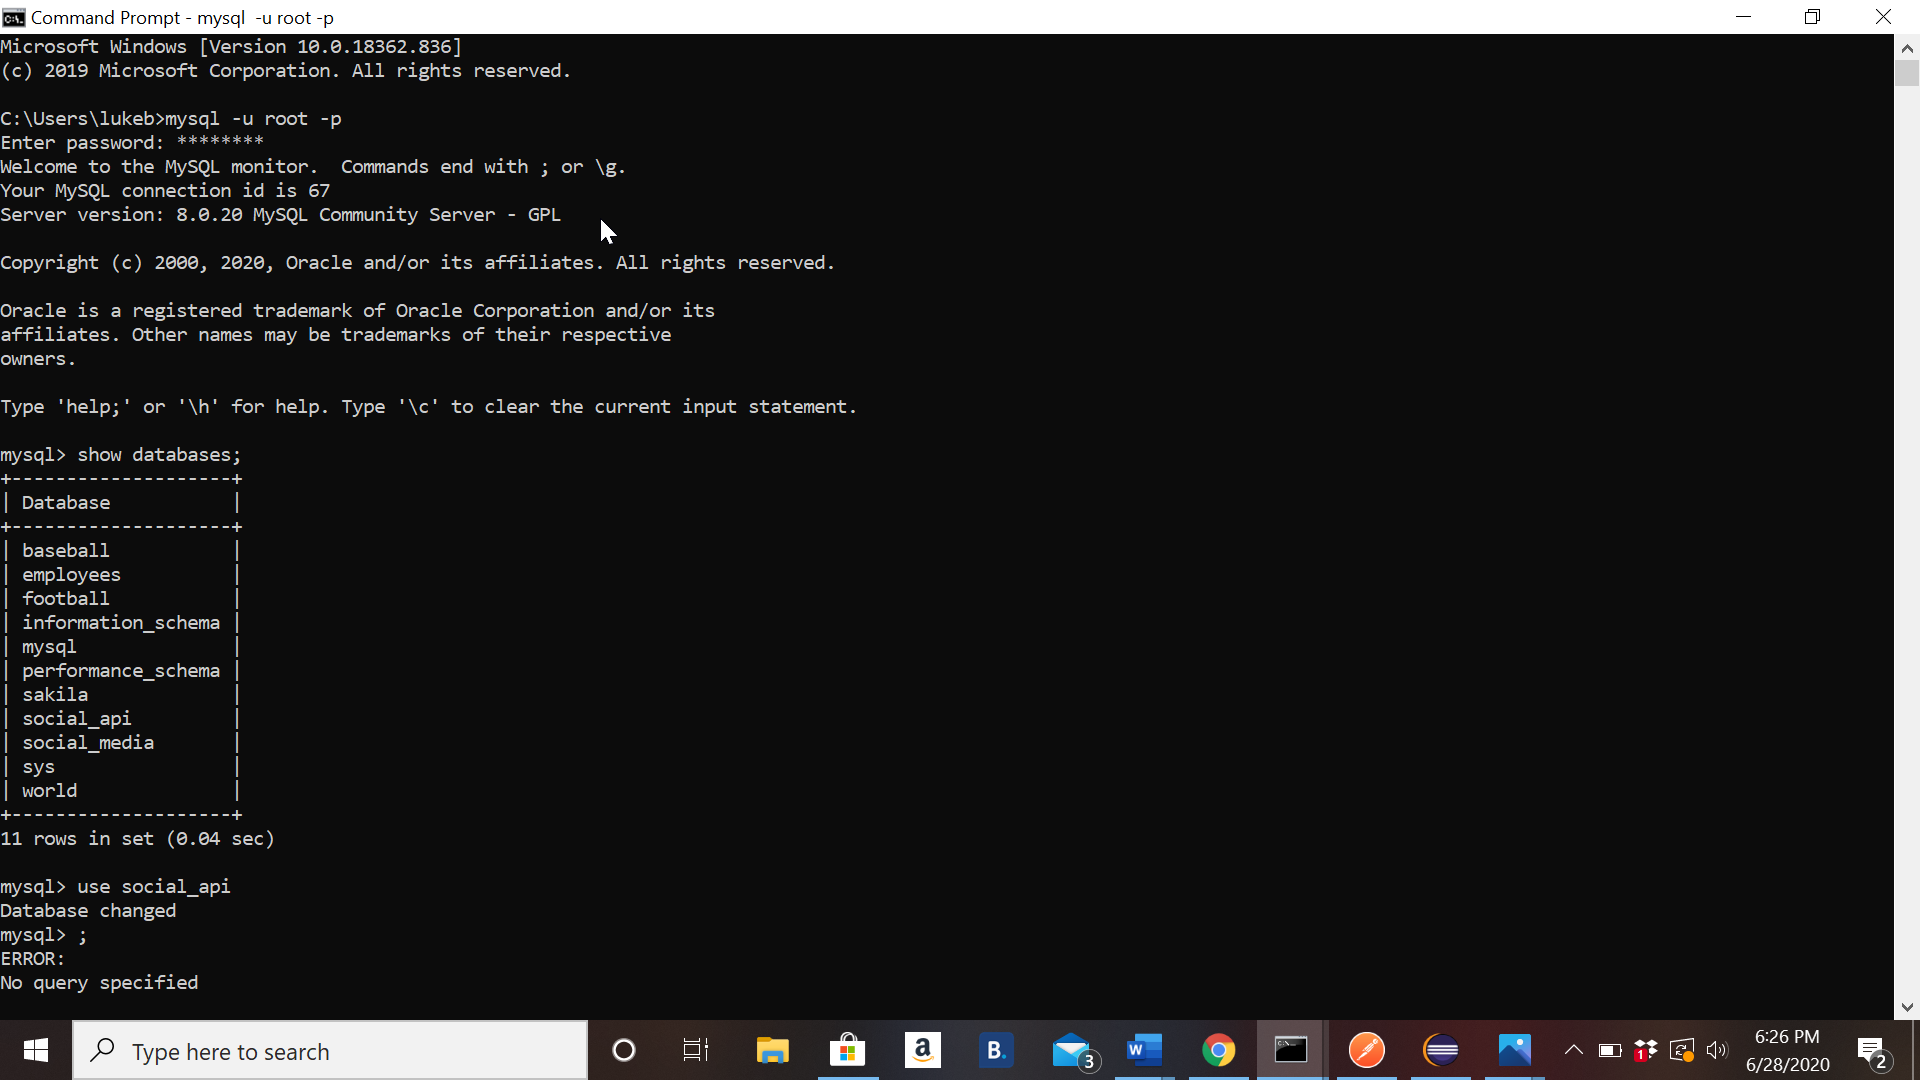 Command Prompt - mysql  -u root -p
Microsoft Windows [Version 10.0.18362.836]
(c) 2019 Microsoft Corporation. All rights reserved.
C:\Users\lukeb>mysql -u root -p
Enter password: ********
Welcome to the MySQL monitor.  Commands end with ; or \g.
Your MySQL connection id is 67
Server version: 8.0.20 MySQL Community Server - GPL
Copyright (c) 2000, 2020, Oracle and/or its affiliates. All rights reserved.
Oracle is a registered trademark of Oracle Corporation and/or its
affiliates. Other names may be trademarks of their respective
owners.
Type 'help;' or '\h' for help. Type '\c' to clear the current input statement.
mysql> show databases;
+--------------------+
| Database           |
+--------------------+
| baseball           |
| employees          |
| football           |
| information_schema |
| mysql              |
| performance_schema |
| sakila             |
| social_api         |
| social_media       |
| sys                |
| world              |
+--------------------+
11 rows in set (0.04 sec)
mysql> use social_api
Database changed
mysql> ;
ERROR:
No query specified
Type here to search
a
B.
3
W
1
6:26 PM
6/28/2020
2